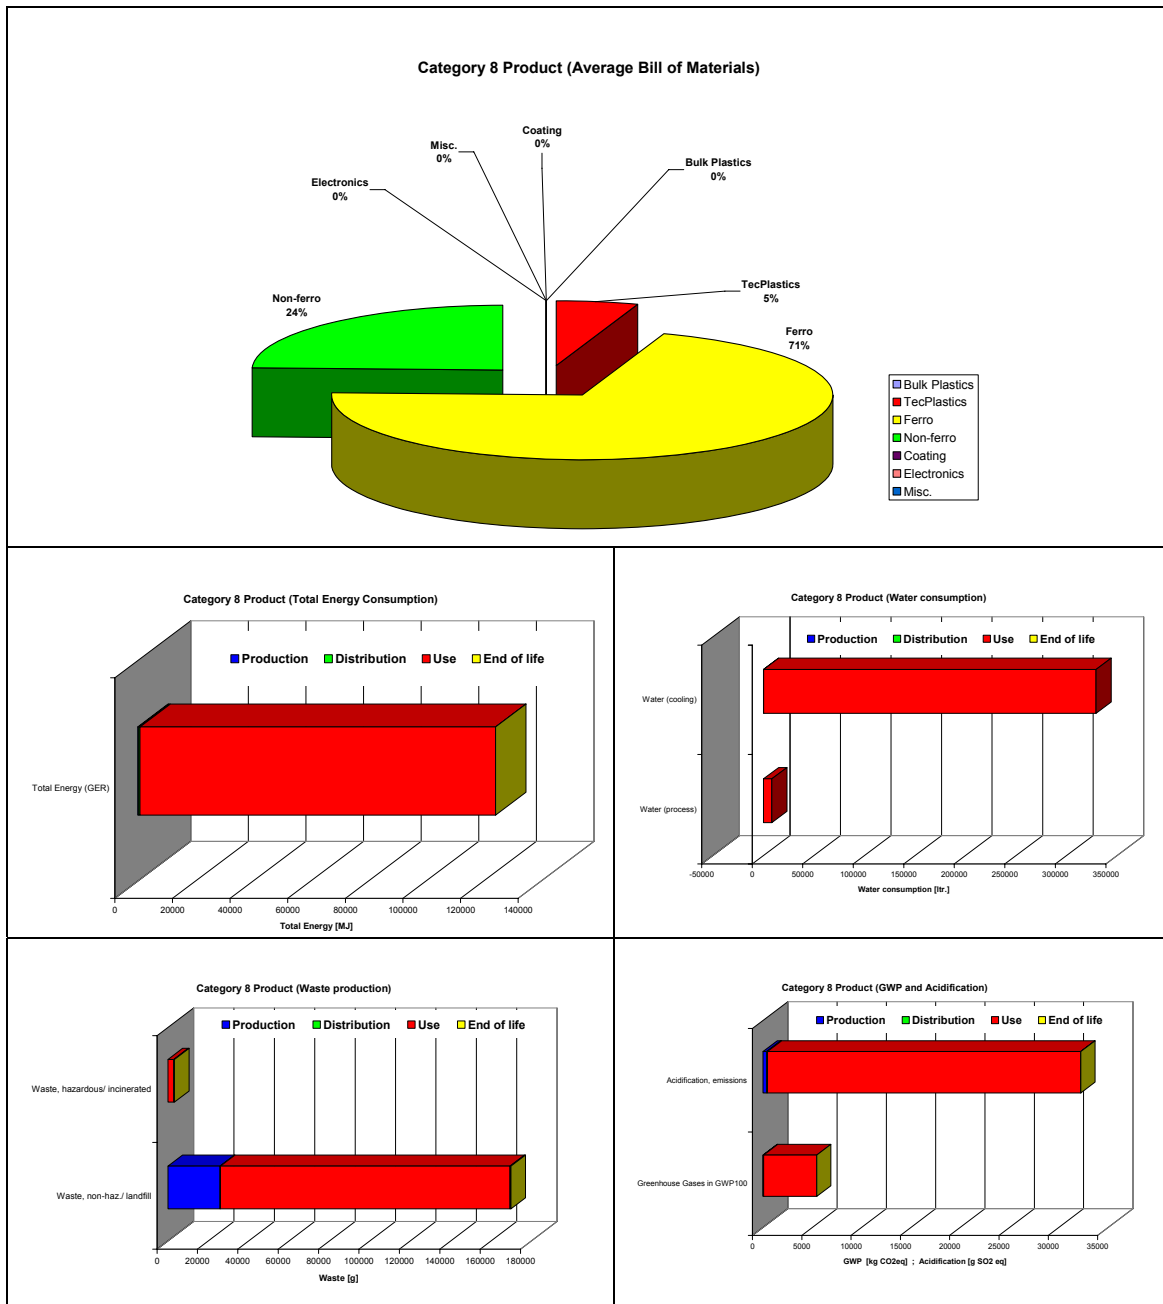 Category 8 Product (Average Bill of Materials)
Coating
0%
Misc.
0%
Bulk Plastics
0%
Electronics
0%
TecPlastics
5%
Non-ferro
24%
Ferro
71%
Bulk Plastics
TecPlastics
Ferro
Non-ferro
Coating
Electronics
Misc.
Category 8 Product (Total Energy Consumption)
Production Distribution Use End of life
Total Energy (GER)
0 20000 40000 60000 80000 100000 120000 140000
Total Energy [MJ]
Category 8 Product (Water consumption)
Production Distribution Use End of life
Water (cooling)
Water (process)
-50000 0 50000 100000 150000 200000 250000 300000 350000
Water consumption [ltr.]
Category 8 Product (Waste production)
Production Distribution Use End of life
Waste, hazardous/ incinerated
Waste, non-haz./ landfill
0 20000 40000 60000 80000 100000 120000 140000 160000 180000
Waste [g]
Category 8 Product (GWP and Acidification)
Production Distribution Use End of life
Acidification, emissions
Greenhouse Gases in GWP100
0 5000 10000 15000 20000 25000 30000 35000
GWP [kg CO2eq] ; Acidification [g SO2 eq]